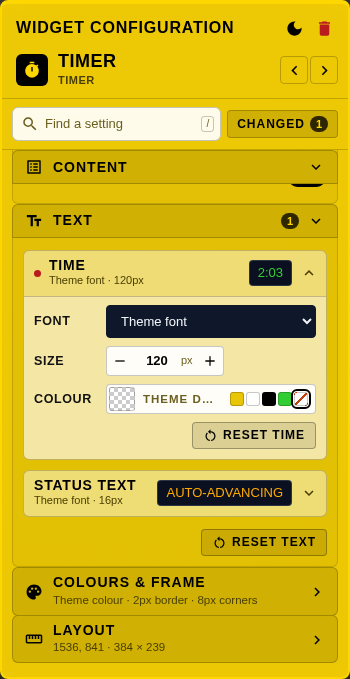 WIDGET CONFIGURATION
TIMER
TIMER
Find a setting /
CHANGED 1
CONTENT
TEXT 1
TIME
Theme font · 120px
2:03
FONT Theme font
SIZE 120 px
COLOUR THEME D...
RESET TIME
STATUS TEXT
Theme font · 16px
AUTO-ADVANCING
RESET TEXT
COLOURS & FRAME
Theme colour · 2px border · 8px corners
LAYOUT
1536, 841 · 384 × 239